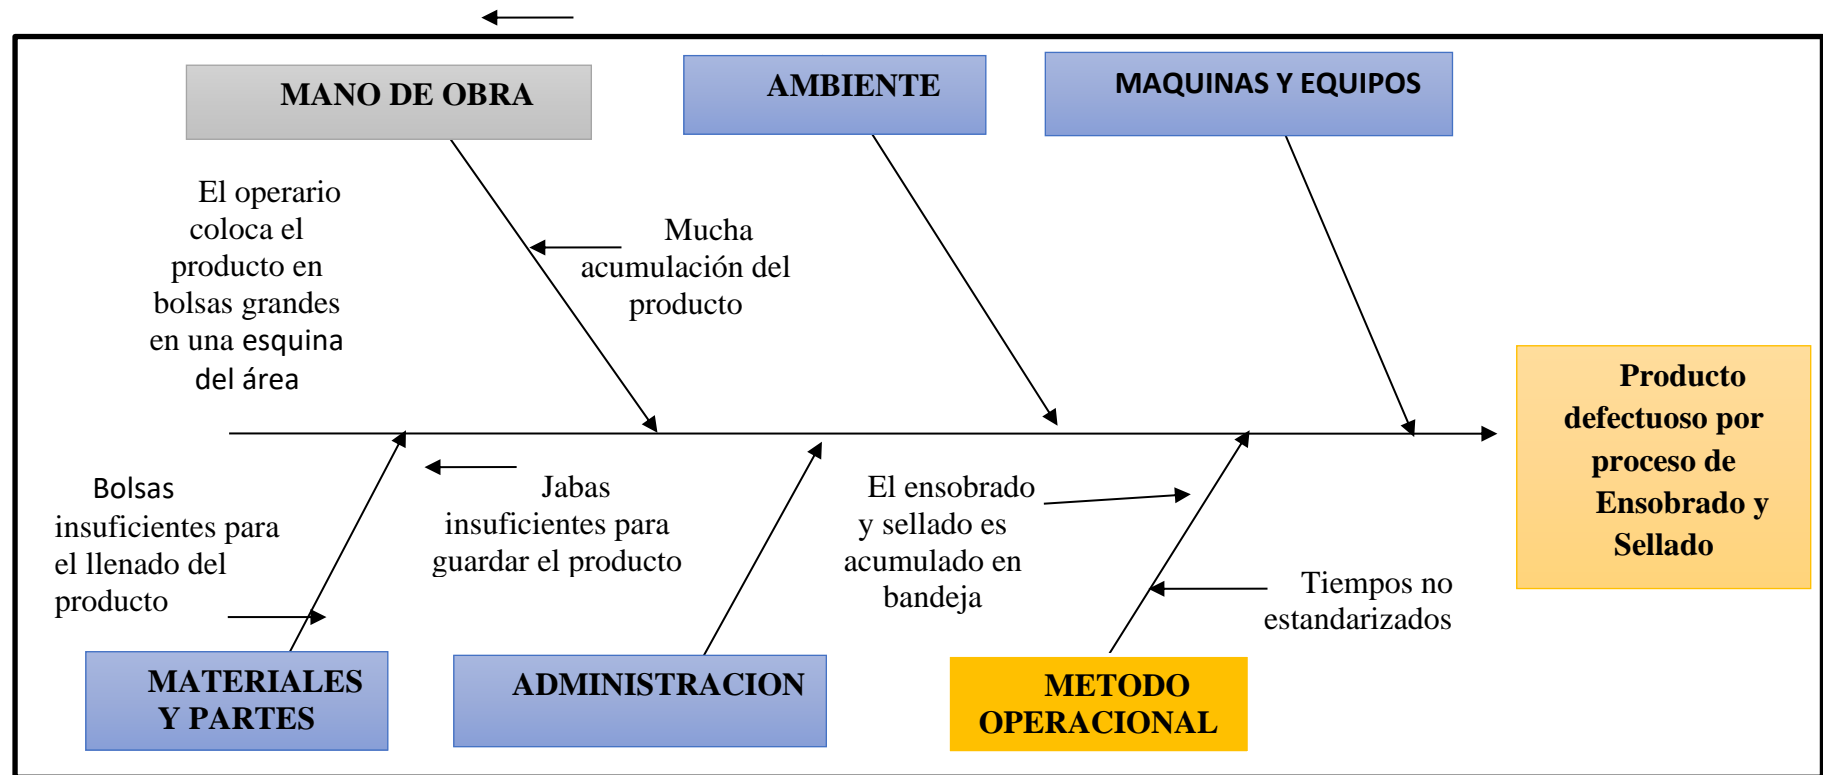 MANO DE OBRA
AMBIENTE
MAQUINAS Y EQUIPOS
El operario
coloca el
producto en
bolsas grandes
en una esquina
del área
Mucha
acumulación del
producto
Producto
defectuoso por
proceso de
Ensobrado y
Sellado
Bolsas
insuficientes para
el llenado del
producto
Jabas
insuficientes para
guardar el producto
El ensobrado
y sellado es
acumulado en
bandeja
Tiempos no
estandarizados
MATERIALES
Y PARTES
ADMINISTRACION
METODO
OPERACIONAL